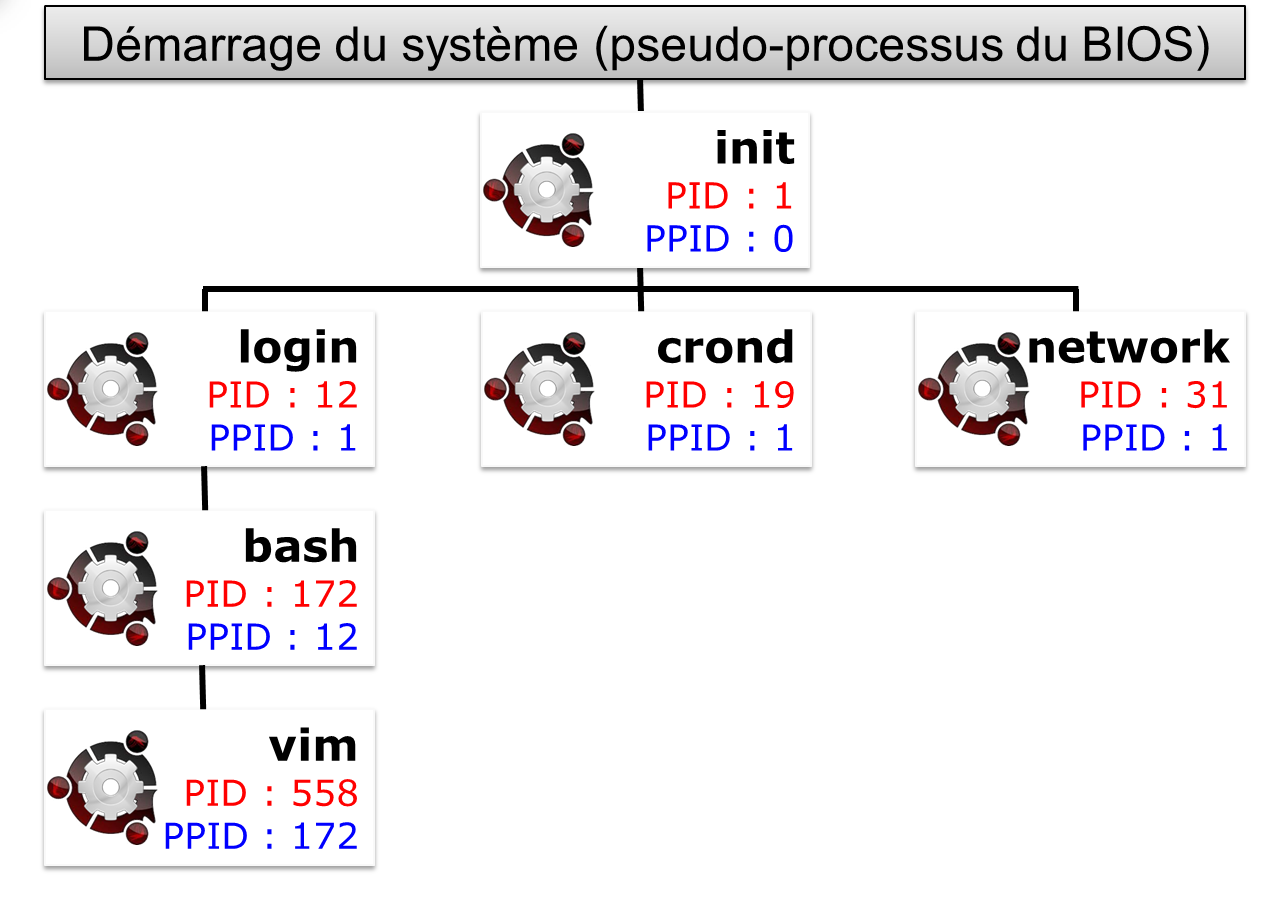 Démarrage du système (pseudo-processus du BIOS)
init
PID : 1
PPID : 0
login
PID : 12
PPID : 1
crond
PID : 19
PPID : 1
network
PID : 31
PPID : 1
bash
PID : 172
PPID : 12
vim
PID : 558
PPID : 172